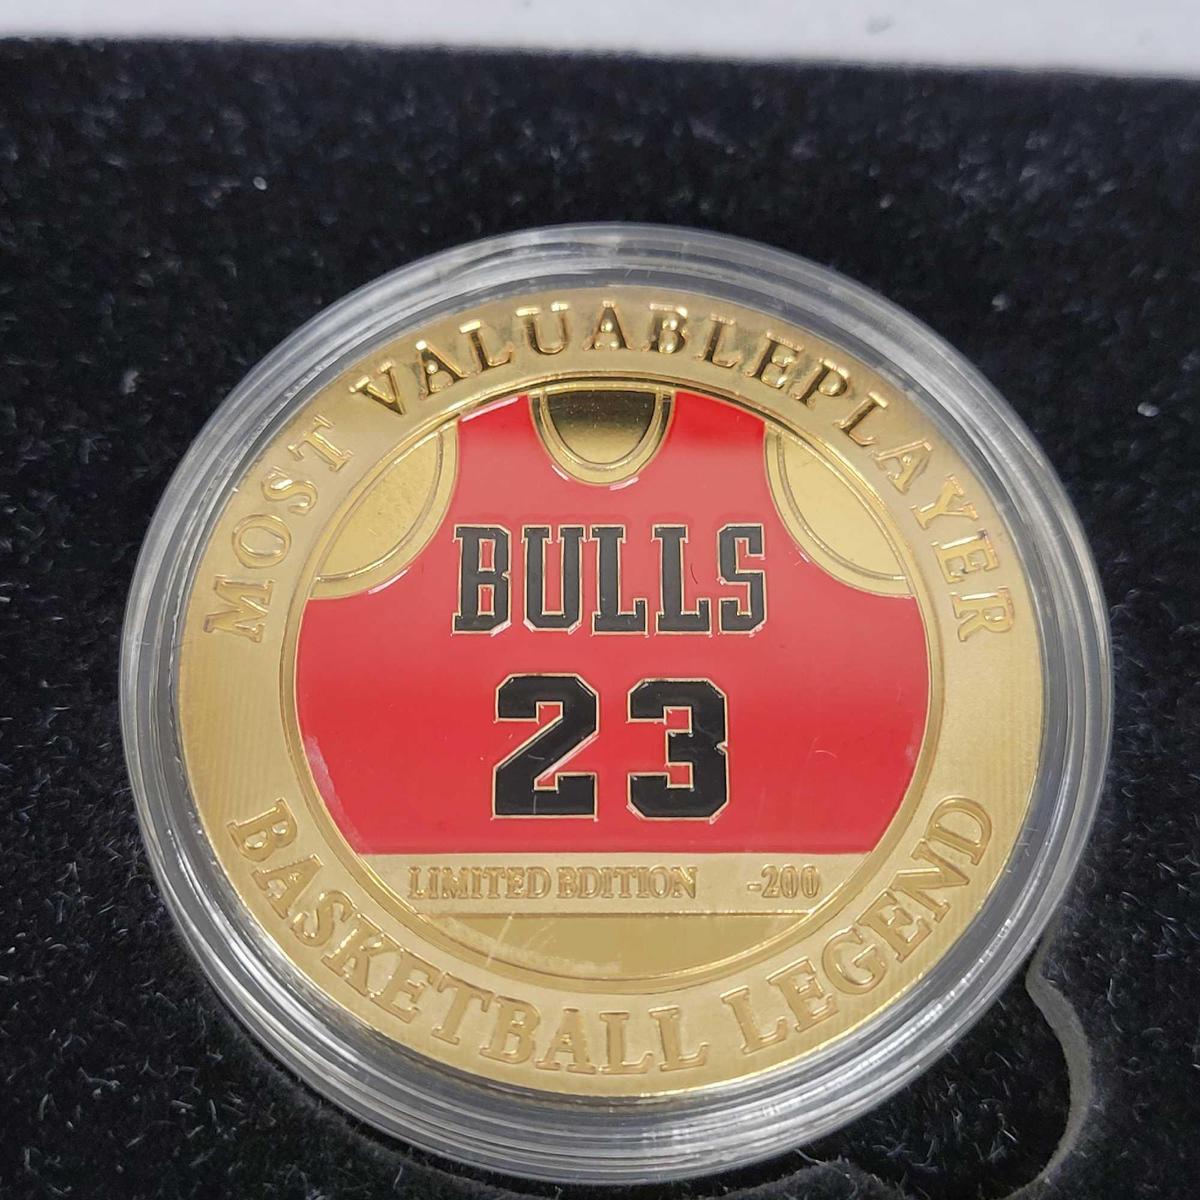 MOST VALUABLEPLAYER
BULLS
23
LIMITED BDITION -200
BASKETBALL LEGEND